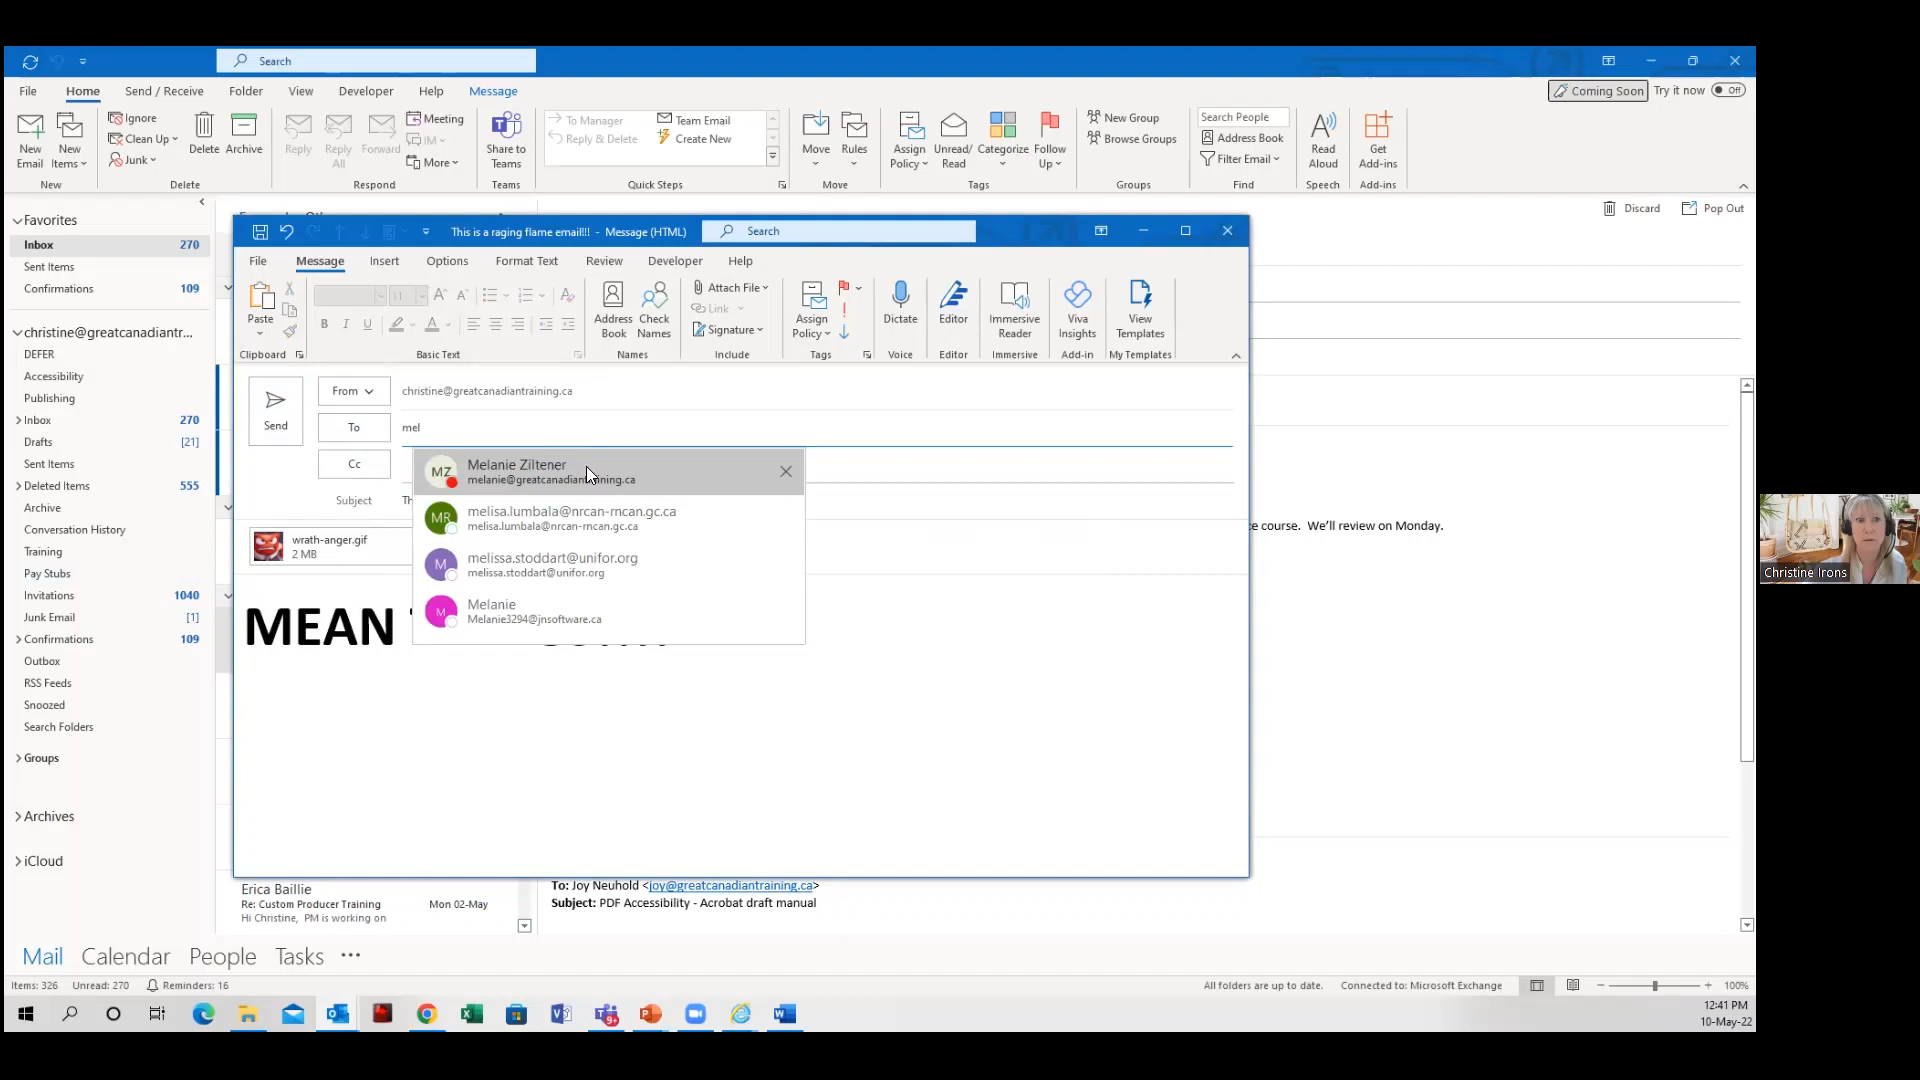 Search
File Home Send / Receive Folder View Developer Help Message
Coming Soon Try it now Off
New Email
New Items
Ignore
Clean Up
Junk
Delete
Archive
Reply
Reply All
Forward
Meeting
IM
More
Share to Teams
To Manager
Reply & Delete
Team Email
Create New
Move
Rules
Assign Policy
Unread/ Read
Categorize
Follow Up
New Group
Browse Groups
Search People
Address Book
Filter Email
Read Aloud
Get Add-ins
New Delete Respond Teams Quick Steps Move Tags Groups Find Speech Add-ins
Discard Pop Out
Favorites
Inbox 270
Sent Items
Confirmations 109
christine@greatcanadiantr...
DEFER
Accessibility
Publishing
Inbox 270
Drafts [21]
Sent Items
Deleted Items 555
Archive
Conversation History
Training
Pay Stubs
Invitations 1040
Junk Email [1]
Confirmations 109
Outbox
RSS Feeds
Snoozed
Search Folders
Groups
Archives
iCloud
This is a raging flame email!!! - Message (HTML)
Search
File Message Insert Options Format Text Review Developer Help
Paste
11
B I U
A
Address Book
Check Names
Attach File
Link
Signature
Assign Policy
Dictate
Editor
Immersive Reader
Viva Insights
View Templates
Clipboard Basic Text Names Include Tags Voice Editor Immersive Add-in My Templates
Send
From christine@greatcanadiantraining.ca
To mel
Cc
Subject Th
MZ
Melanie Ziltener
melanie@greatcanadiantraining.ca
MR
melisa.lumbala@nrcan-rncan.gc.ca
melisa.lumbala@nrcan-rncan.gc.ca
M
melissa.stoddart@unifor.org
melissa.stoddart@unifor.org
M
Melanie
Melanie3294@jnsoftware.ca
wrath-anger.gif
2 MB
MEAN
ce course. We'll review on Monday.
Christine Irons
Erica Baillie
Re: Custom Producer Training Mon 02-May
Hi Christine, PM is working on
To: Joy Neuhold <joy@greatcanadiantraining.ca>
Subject: PDF Accessibility - Acrobat draft manual
Mail Calendar People Tasks •••
Items: 326 Unread: 270 Reminders: 16
All folders are up to date. Connected to: Microsoft Exchange 100%
9+
12:41 PM
10-May-22